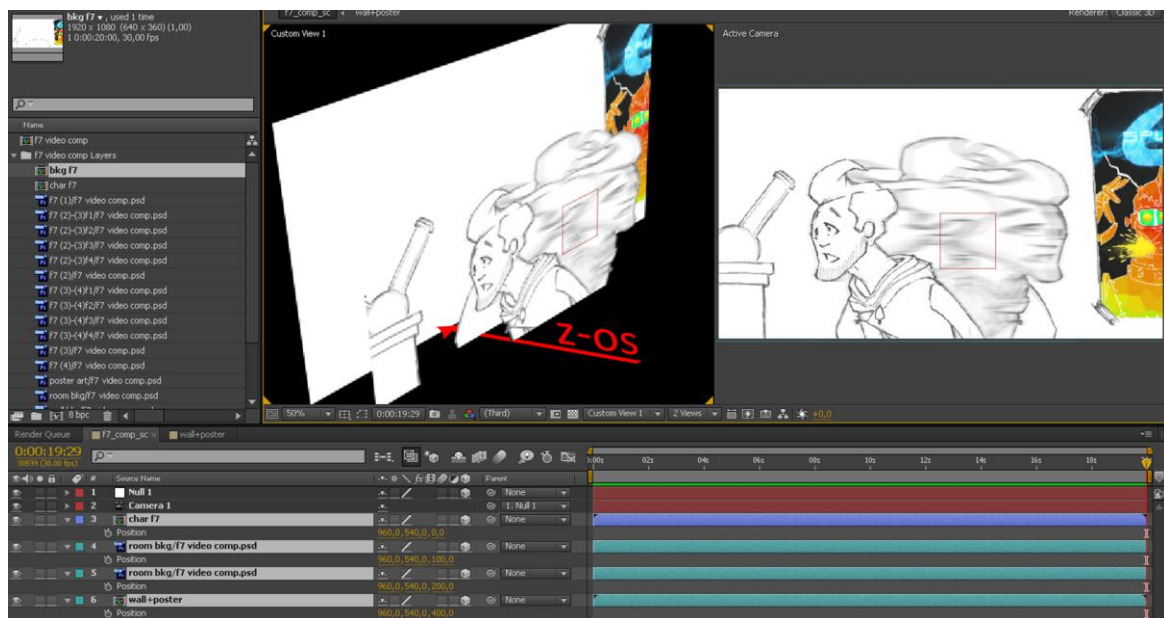 bkg f7 ▾, used 1 time
1920 x 1080 (640 x 360) (1,00)
1 0:00:20:00, 30,00 fps
Name
f7 video comp
f7 video comp Layers
bkg f7
char f7
f7 (1)/f7 video comp.psd
f7 (2)-(3)f1/f7 video comp.psd
f7 (2)-(3)f2/f7 video comp.psd
f7 (2)-(3)f3/f7 video comp.psd
f7 (2)-(3)f4/f7 video comp.psd
f7 (2)/f7 video comp.psd
f7 (3)-(4)f1/f7 video comp.psd
f7 (3)-(4)f2/f7 video comp.psd
f7 (3)-(4)f3/f7 video comp.psd
f7 (3)-(4)f4/f7 video comp.psd
f7 (3)/f7 video comp.psd
f7 (4)/f7 video comp.psd
poster art/f7 video comp.psd
room bkg/f7 video comp.psd
8 bpc
f7_comp_sc wall+poster
Renderer: Classic 3D
Custom View 1
Active Camera
Z-OS
50% 0:00:19:29 (Third) Custom View 1 2 Views +0,0
Render Queue f7_comp_sc wall+poster
0:00:19:29
00599 (30.00 fps)
:00s 02s 04s 06s 08s 10s 12s 14s 16s 18s
# Source Name Parent
1 Null 1 None
2 Camera 1 1. Null 1
3 char f7 None
Position 960,0,540,0,0,0
4 room bkg/f7 video comp.psd None
Position 960,0,540,0,100,0
5 room bkg/f7 video comp.psd None
Position 960,0,540,0,200,0
6 wall+poster None
Position 960,0,540,0,400,0